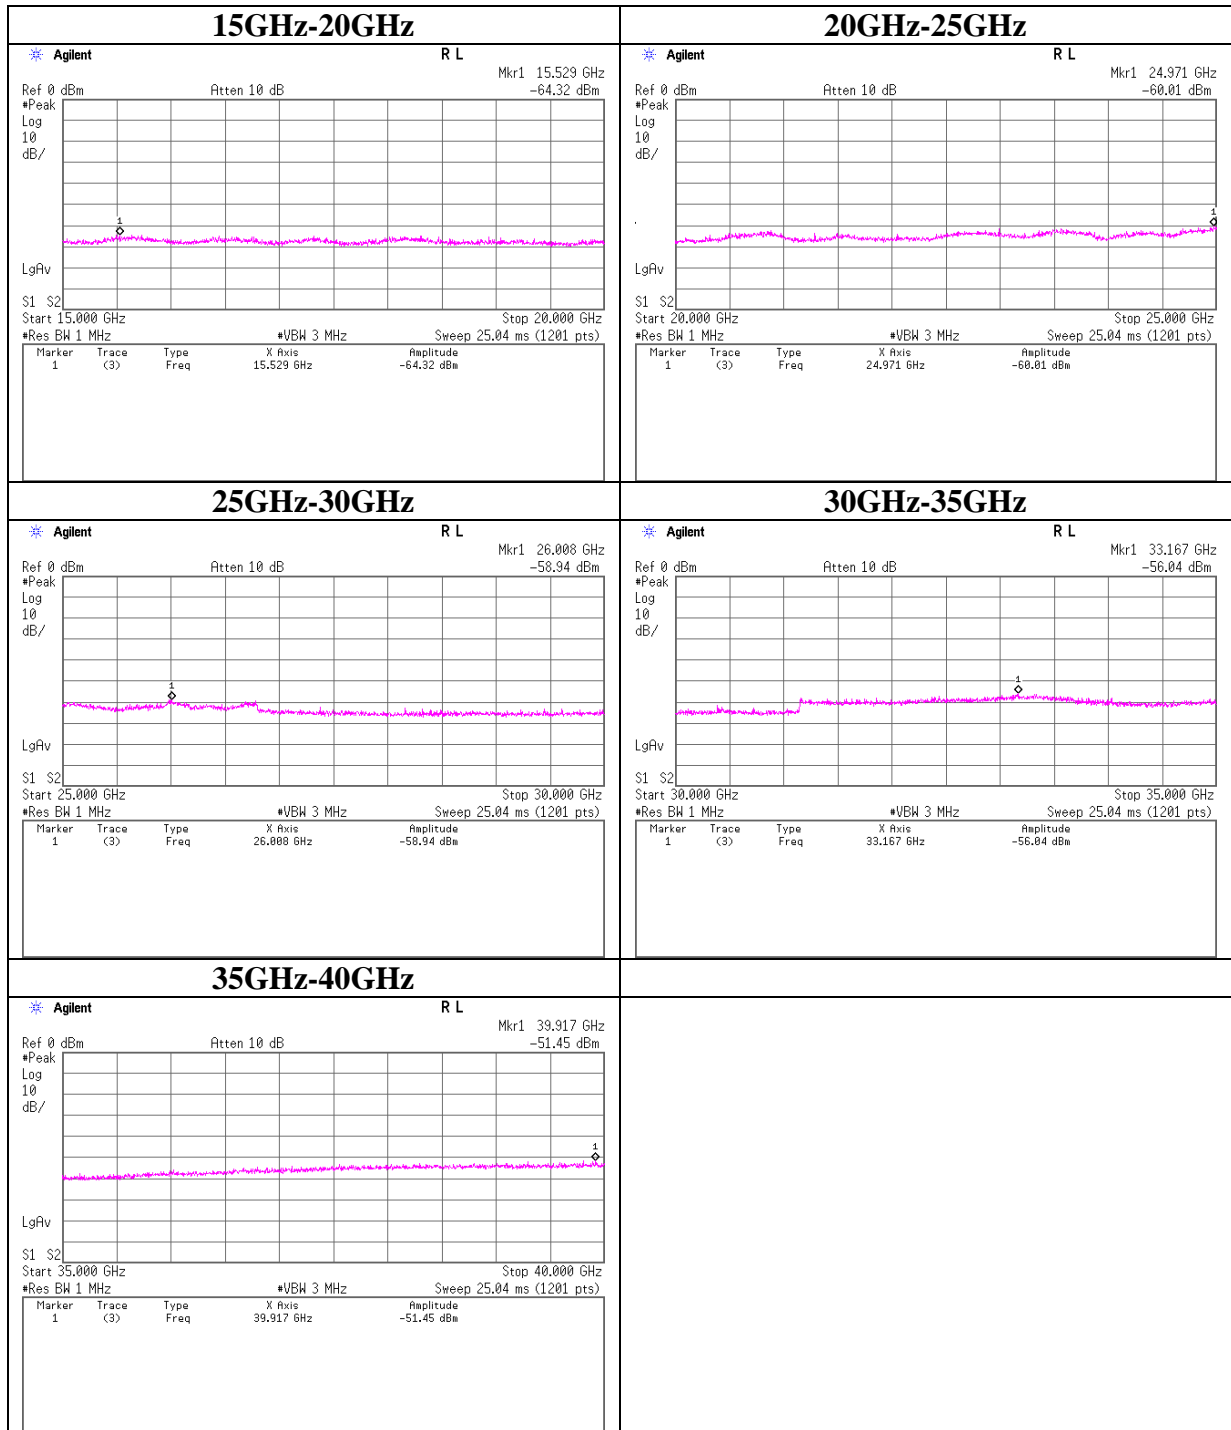 15GHz-20GHz
Agilent R L
Mkr1 15.529 GHz
Ref 0 dBm Atten 10 dB -64.32 dBm
#Peak
Log
10
dB/
1
LgAv
S1 S2
Start 15.000 GHz Stop 20.000 GHz
#Res BW 1 MHz #VBW 3 MHz Sweep 25.04 ms (1201 pts)
Marker Trace Type X Axis Amplitude
1 (3) Freq 15.529 GHz -64.32 dBm
20GHz-25GHz
Agilent R L
Mkr1 24.971 GHz
Ref 0 dBm Atten 10 dB -60.01 dBm
#Peak
Log
10
dB/
1
LgAv
S1 S2
Start 20.000 GHz Stop 25.000 GHz
#Res BW 1 MHz #VBW 3 MHz Sweep 25.04 ms (1201 pts)
Marker Trace Type X Axis Amplitude
1 (3) Freq 24.971 GHz -60.01 dBm
25GHz-30GHz
Agilent R L
Mkr1 26.008 GHz
Ref 0 dBm Atten 10 dB -58.94 dBm
#Peak
Log
10
dB/
1
LgAv
S1 S2
Start 25.000 GHz Stop 30.000 GHz
#Res BW 1 MHz #VBW 3 MHz Sweep 25.04 ms (1201 pts)
Marker Trace Type X Axis Amplitude
1 (3) Freq 26.008 GHz -58.94 dBm
30GHz-35GHz
Agilent R L
Mkr1 33.167 GHz
Ref 0 dBm Atten 10 dB -56.04 dBm
#Peak
Log
10
dB/
1
LgAv
S1 S2
Start 30.000 GHz Stop 35.000 GHz
#Res BW 1 MHz #VBW 3 MHz Sweep 25.04 ms (1201 pts)
Marker Trace Type X Axis Amplitude
1 (3) Freq 33.167 GHz -56.04 dBm
35GHz-40GHz
Agilent R L
Mkr1 39.917 GHz
Ref 0 dBm Atten 10 dB -51.45 dBm
#Peak
Log
10
dB/
1
LgAv
S1 S2
Start 35.000 GHz Stop 40.000 GHz
#Res BW 1 MHz #VBW 3 MHz Sweep 25.04 ms (1201 pts)
Marker Trace Type X Axis Amplitude
1 (3) Freq 39.917 GHz -51.45 dBm